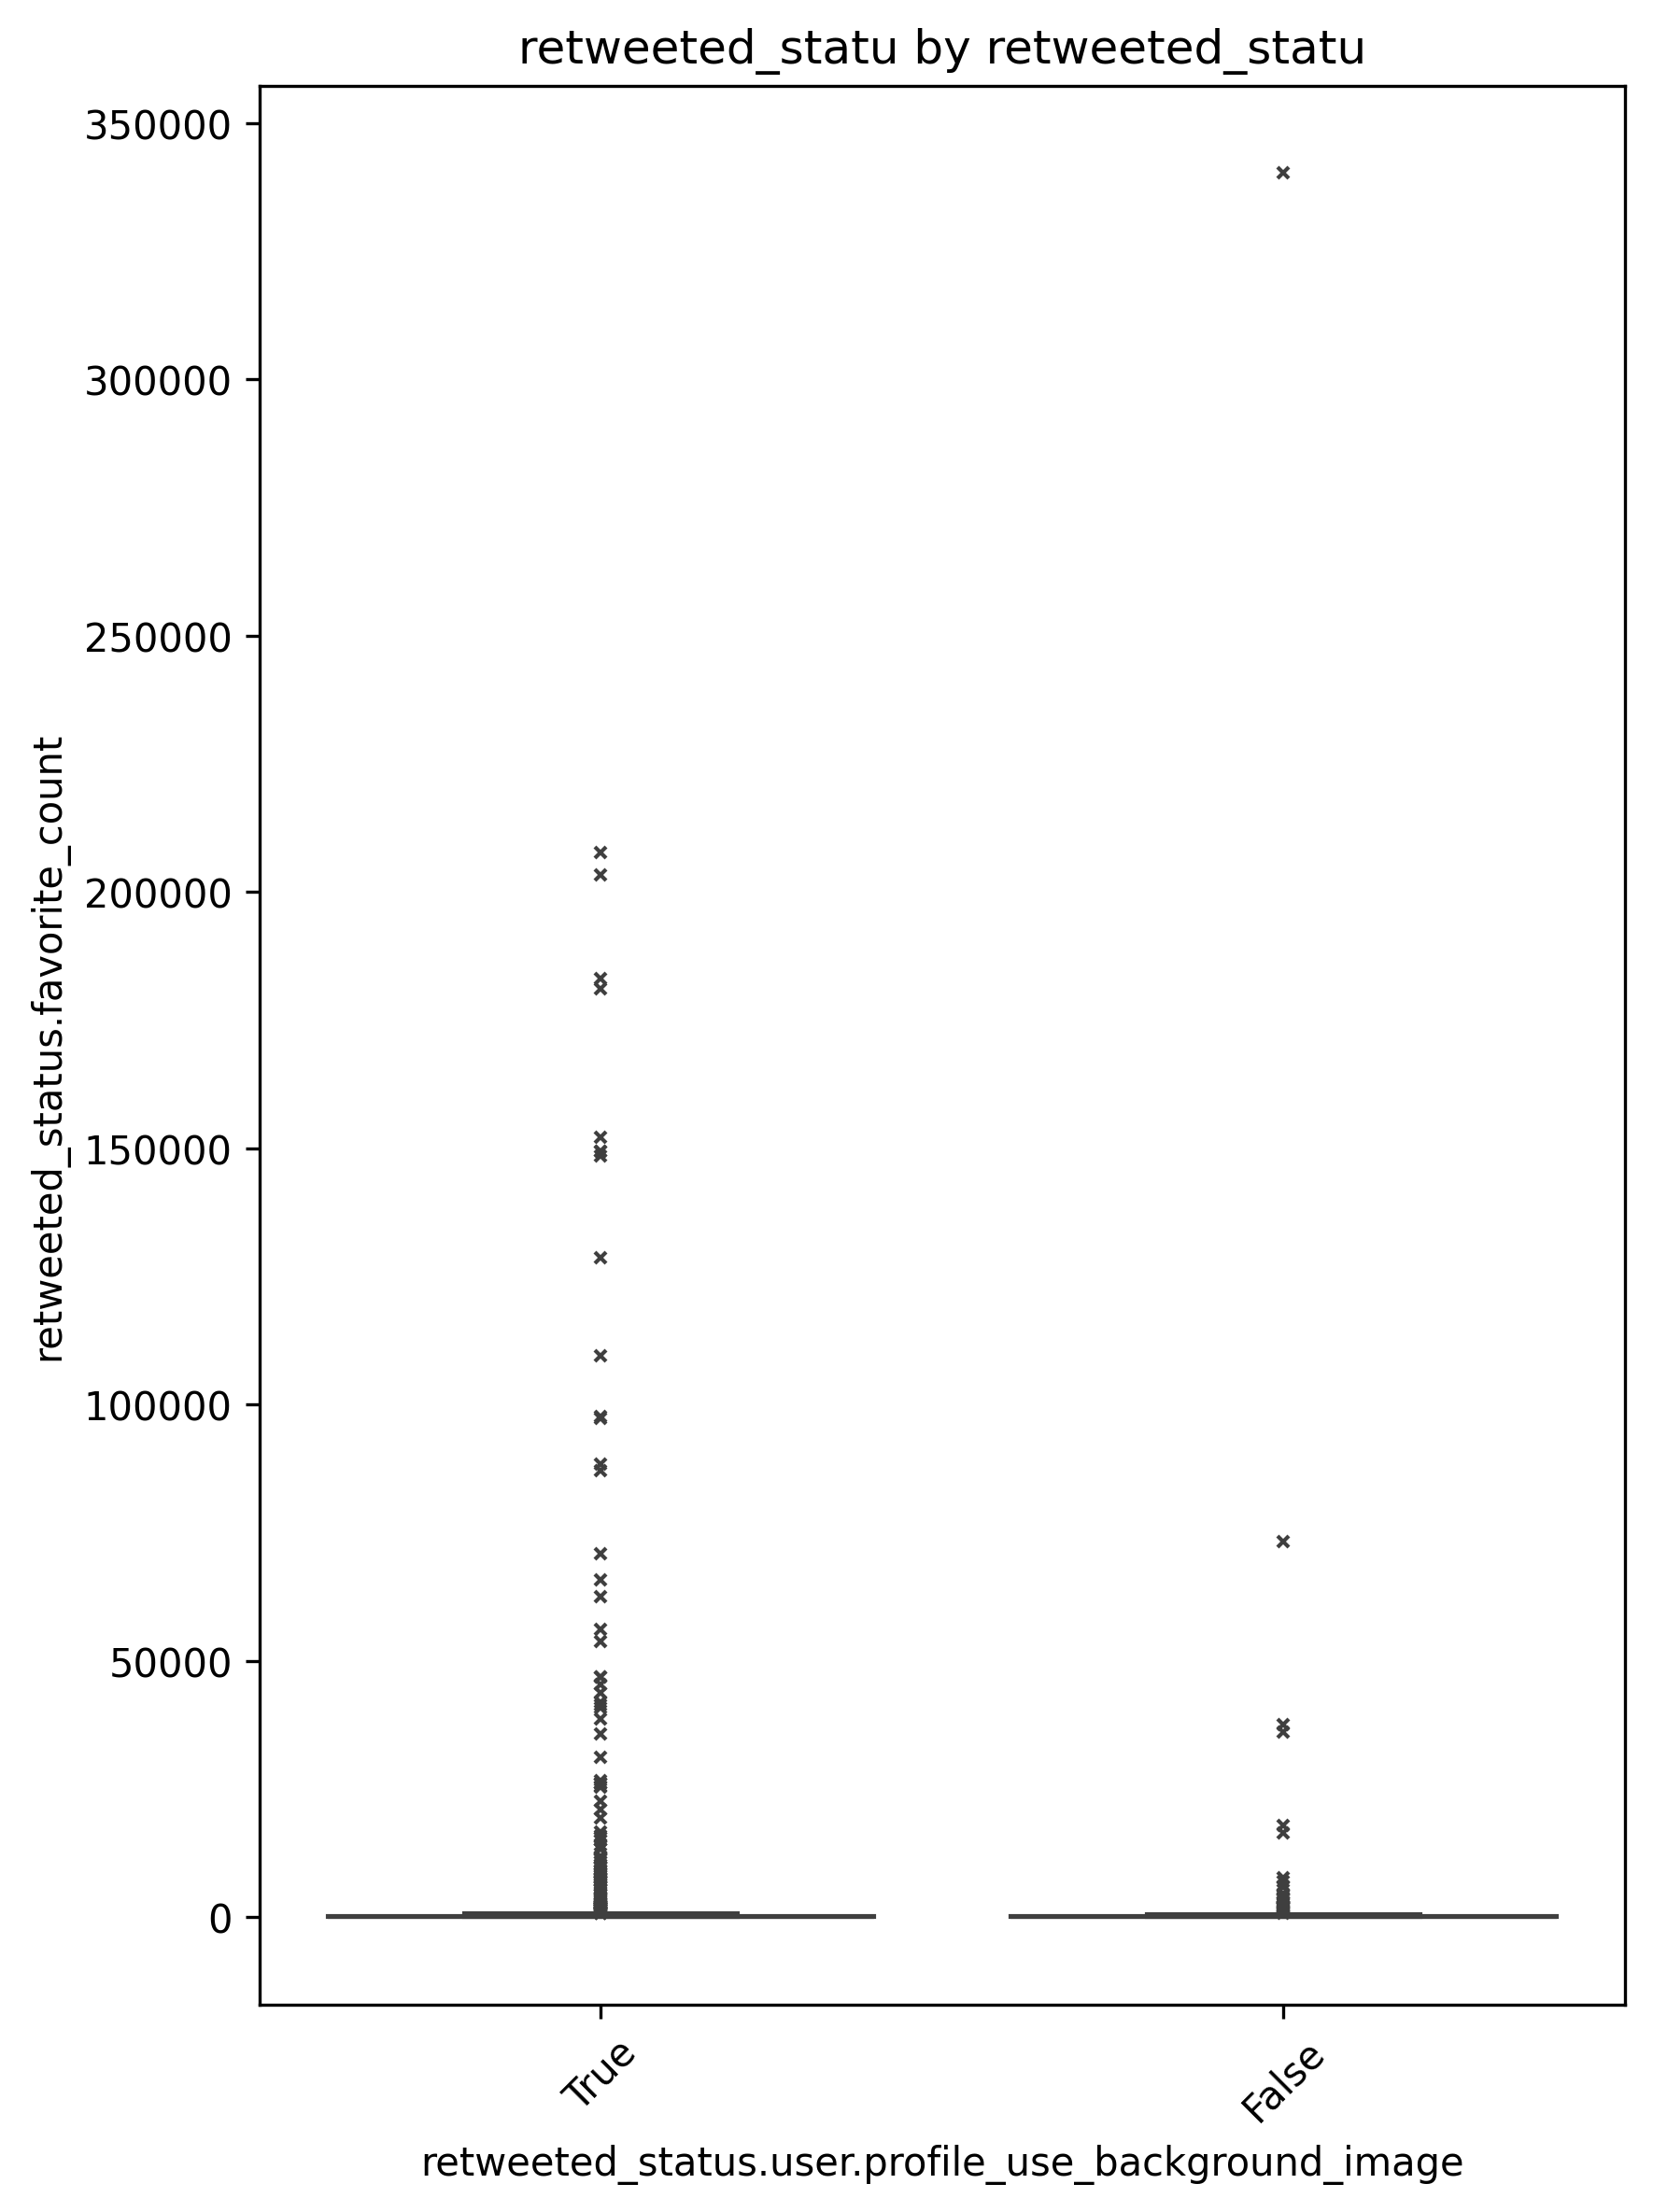 retweeted_statu by retweeted_statu
350000
300000
250000
200000
150000
100000
50000
0
retweeted_status.favorite_count
True
False
retweeted_status.user.profile_use_background_image